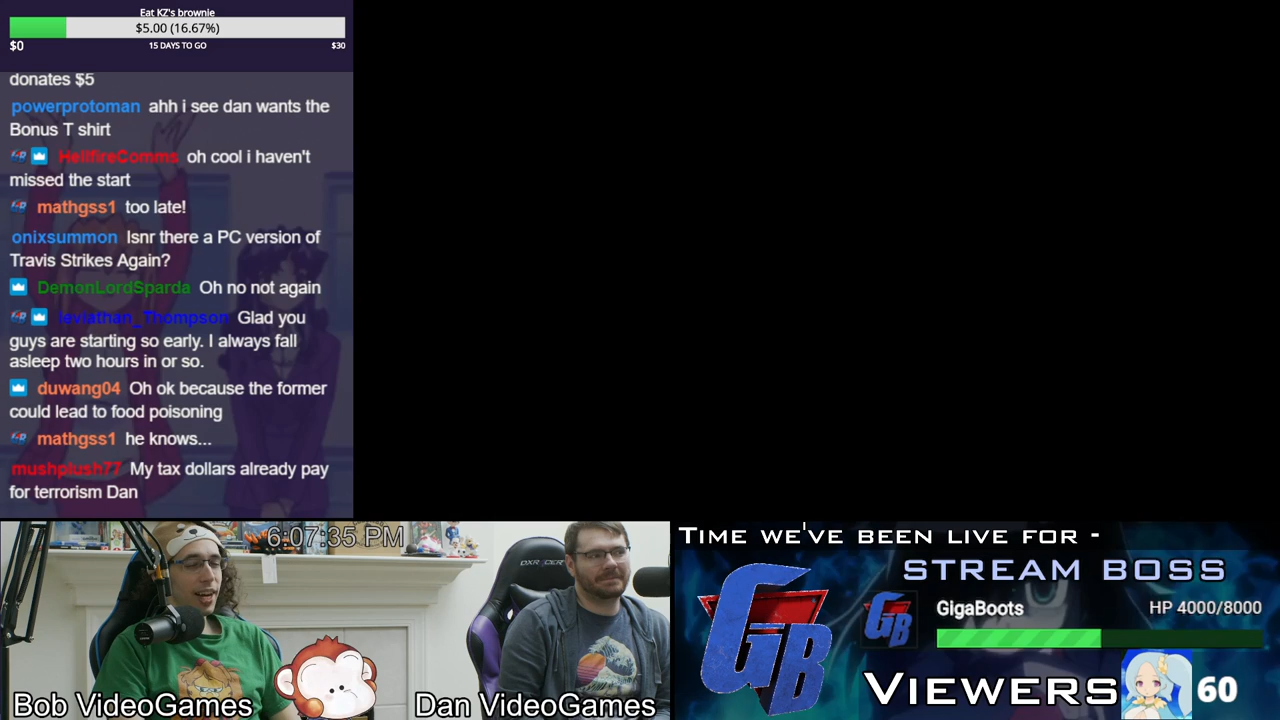 Eat KZ's brownie
$5.00 (16.67%)
$0
15 DAYS TO GO
$30
donates $5
powerprotoman ahh i see dan wants the
Bonus T shirt
HellfireComms oh cool i haven't
missed the start
mathgss1 too late!
onixsummon Isnr there a PC version of
Travis Strikes Again?
DemonLordSparda Oh no not again
leviathan_Thompson Glad you
guys are starting so early. I always fall
asleep two hours in or so.
duwang04 Oh ok because the former
could lead to food poisoning
mathgss1 he knows...
mushplush77 My tax dollars already pay
for terrorism Dan
6:07:35 PM
DXRACER
Bob VideoGames
Dan VideoGames
TIME WE'VE BEEN LIVE FOR -
STREAM BOSS
GB
GB
GigaBoots
HP 4000/8000
VIEWERS
60